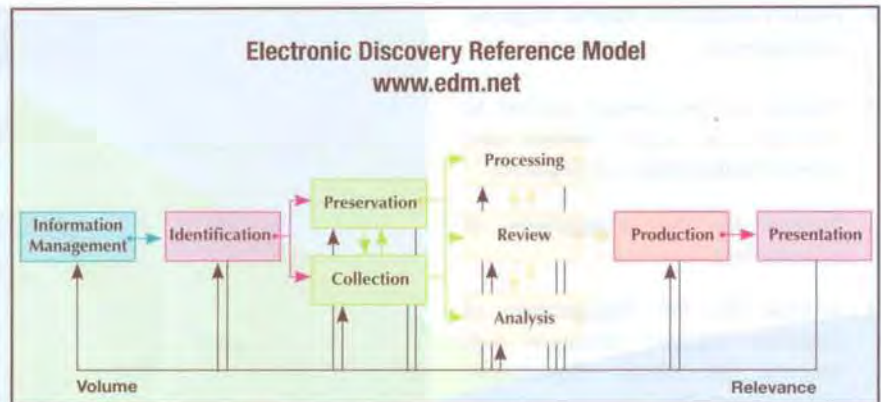 Electronic Discovery Reference Model
www.edm.net
Information
Management
Identification
Preservation
Collection
Processing
Review
Analysis
Production
Presentation
Volume
Relevance